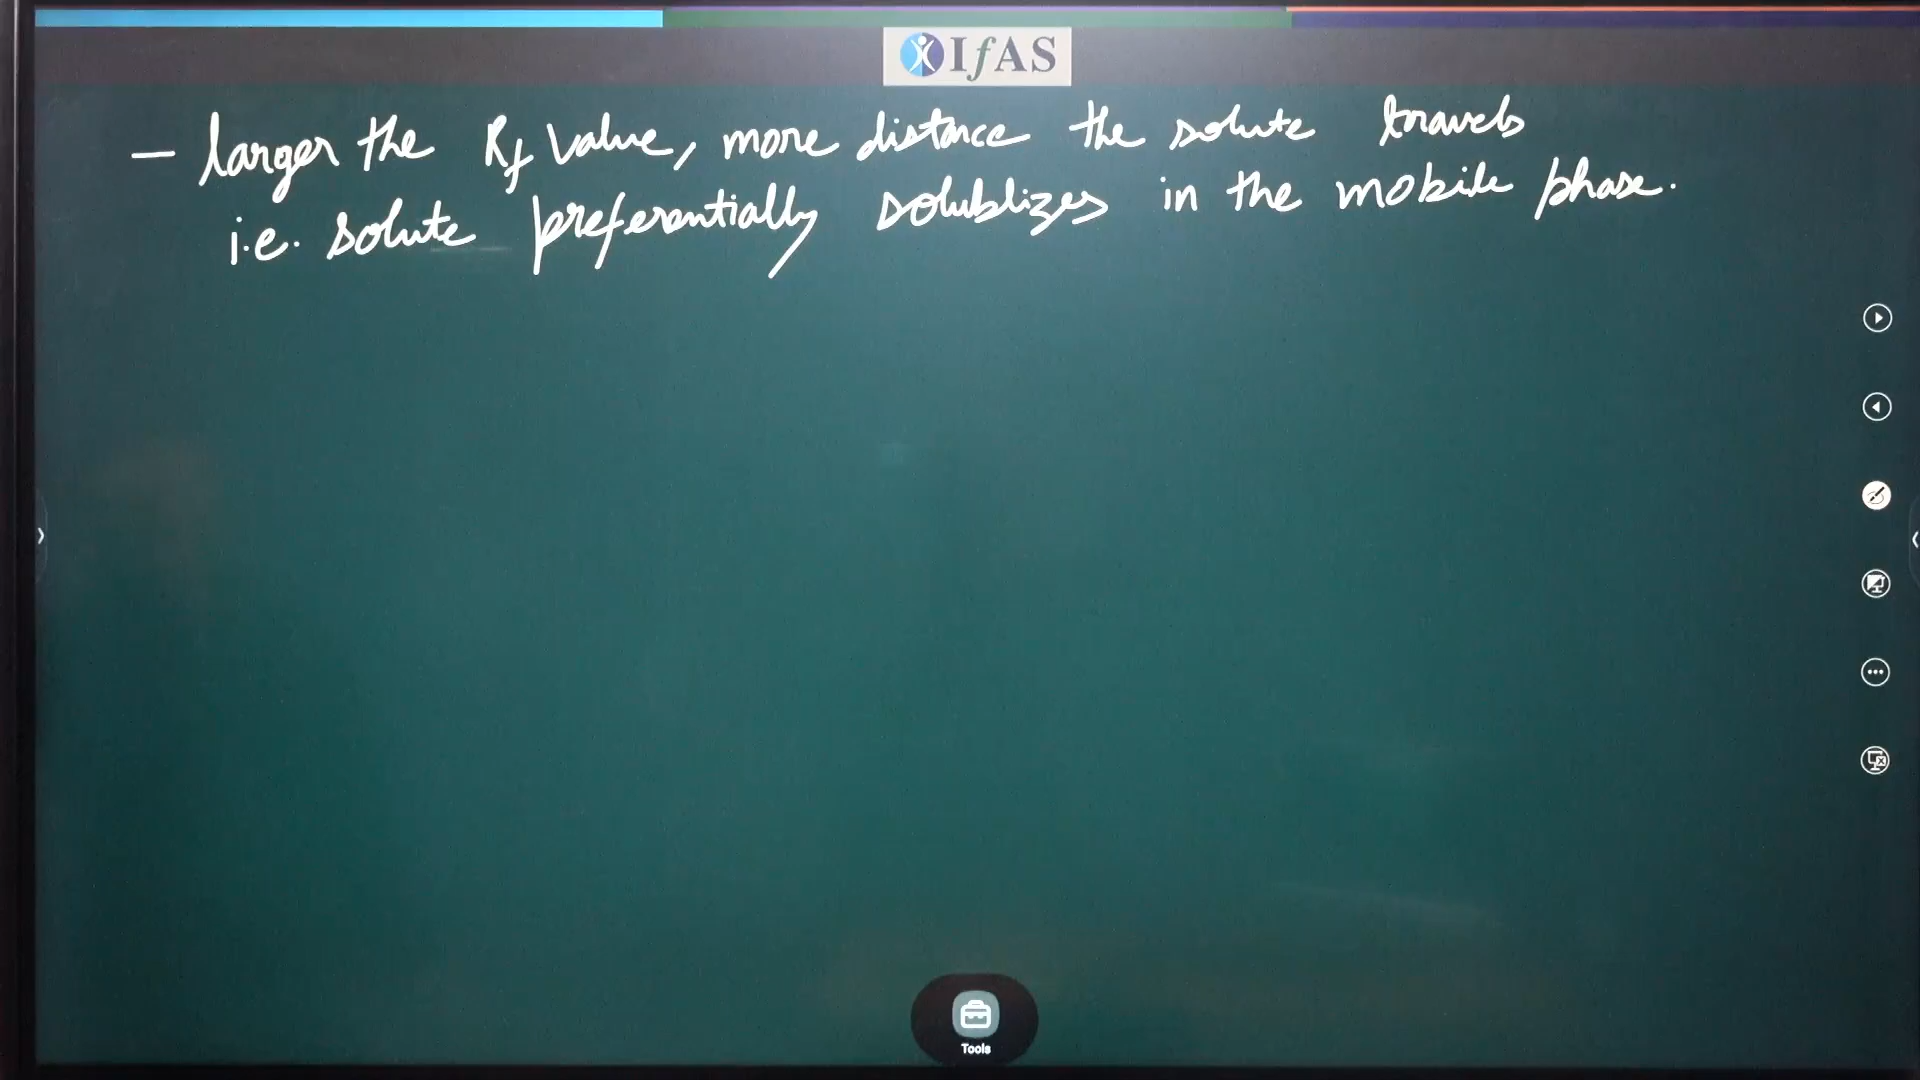 IfAS
– larger the Rf value, more distance the solute travels
i.e. solute preferentially solublizes in the mobile phase.
Tools